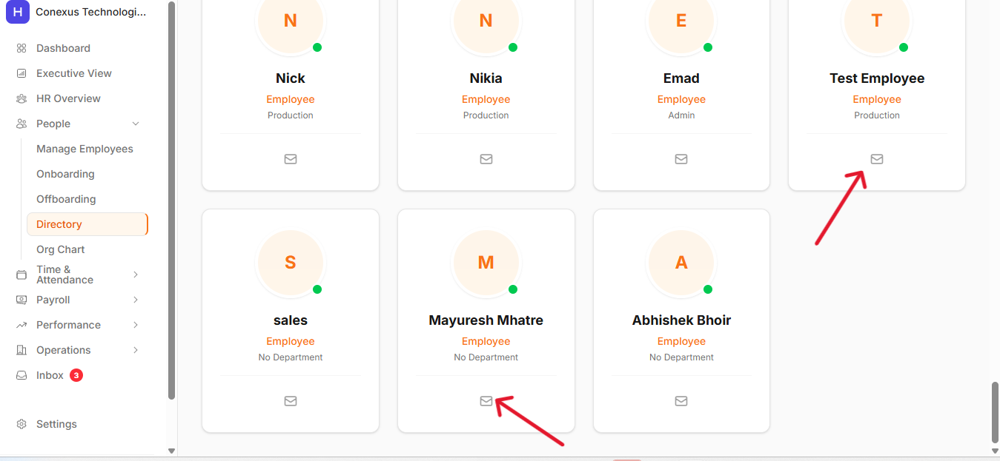 H Conexus Technologi...
Dashboard
Executive View
HR Overview
People
Manage Employees
Onboarding
Offboarding
Directory
Org Chart
Time &
Attendance
Payroll
Performance
Operations
Inbox 3
Settings
N
Nick
Employee
Production
N
Nikia
Employee
Production
E
Emad
Employee
Admin
T
Test Employee
Employee
Production
S
sales
Employee
No Department
M
Mayuresh Mhatre
Employee
No Department
A
Abhishek Bhoir
Employee
No Department